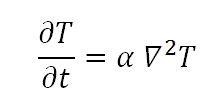 ∂T/∂t = α ∇²T